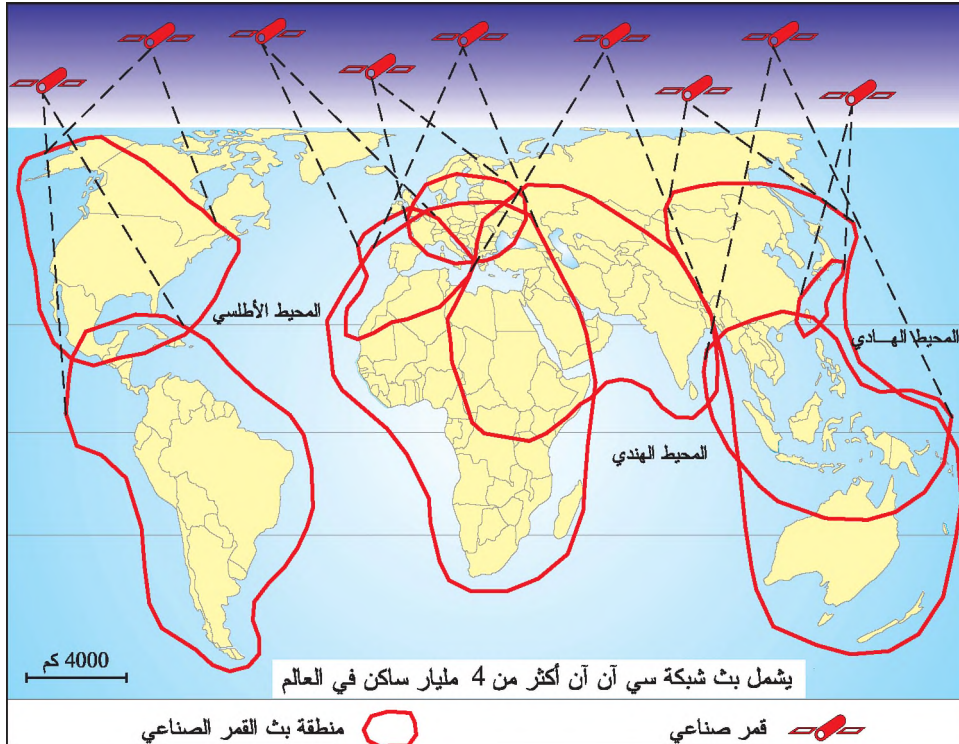 المحيط الأطلسي
المحيط الهـــادي
المحيط الهندي
4000 كم
يشمل بث شبكة سي آن آن أكثر من 4 مليار ساكن في العالم
قمر صناعي
منطقة بث القمر الصناعي